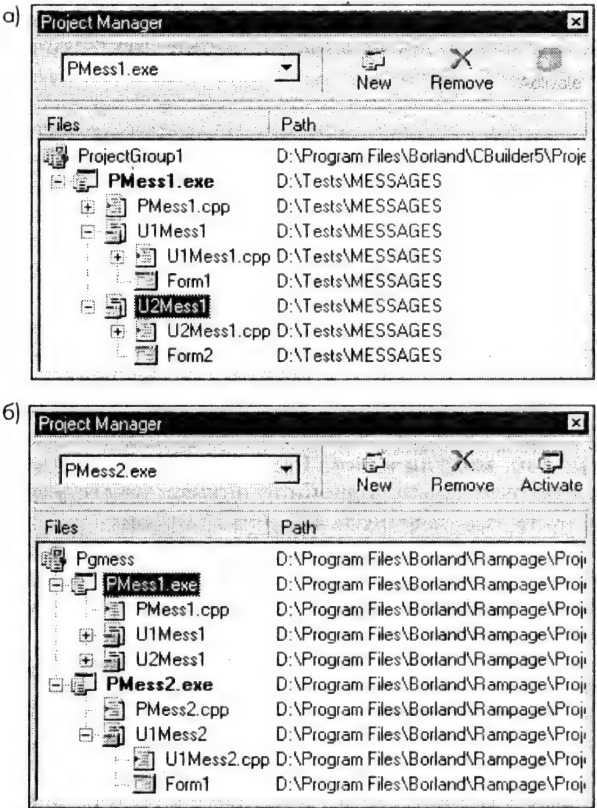 а)
Project Manager
PMess1.exe
New Remove Activate
Files Path
ProjectGroup1 D:\Program Files\Borland\CBuilder5\Proje
PMess1.exe D:\Tests\MESSAGES
PMess1.cpp D:\Tests\MESSAGES
U1Mess1 D:\Tests\MESSAGES
U1Mess1.cpp D:\Tests\MESSAGES
Form1 D:\Tests\MESSAGES
U2Mess1 D:\Tests\MESSAGES
U2Mess1.cpp D:\Tests\MESSAGES
Form2 D:\Tests\MESSAGES
б)
Project Manager
PMess2.exe
New Remove Activate
Files Path
Pgmess D:\Program Files\Borland\Rampage\Proj
PMess1.exe D:\Program Files\Borland\Rampage\Proj
PMess1.cpp D:\Program Files\Borland\Rampage\Proj
U1Mess1 D:\Program Files\Borland\Rampage\Proj
U2Mess1 D:\Program Files\Borland\Rampage\Proj
PMess2.exe D:\Program Files\Borland\Rampage\Proj
PMess2.cpp D:\Program Files\Borland\Rampage\Proj
U1Mess2 D:\Program Files\Borland\Rampage\Proj
U1Mess2.cpp D:\Program Files\Borland\Rampage\Proj
Form1 D:\Program Files\Borland\Rampage\Proj